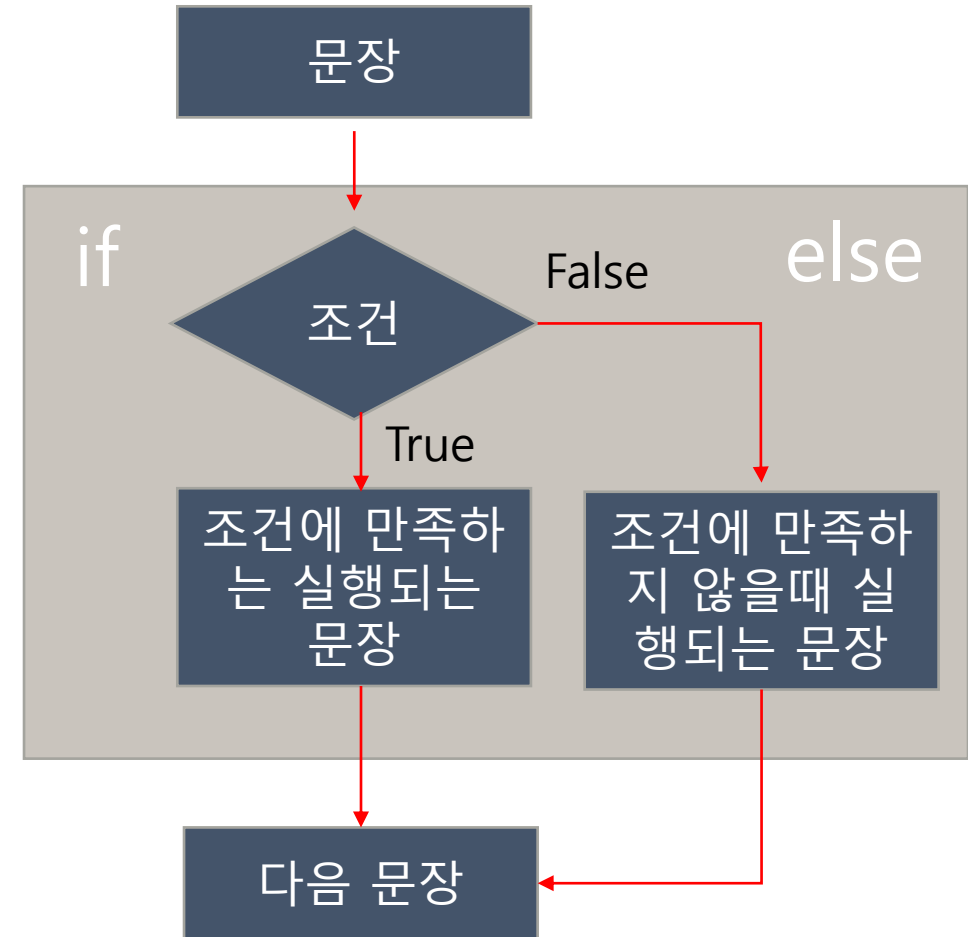 문장
if
else
False
조건
True
조건에 만족하
는 실행되는
문장
조건에 만족하
지 않을때 실
행되는 문장
다음 문장